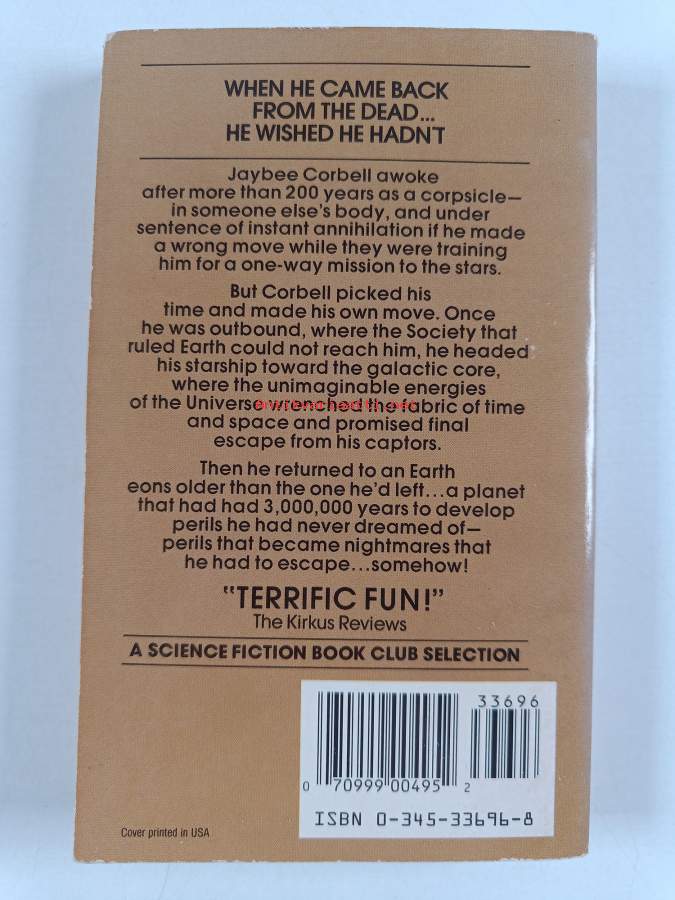 WHEN HE CAME BACK
FROM THE DEAD...
HE WISHED HE HADN'T
Jaybee Corbell awoke
after more than 200 years as a corpsicle—
in someone else's body, and under
sentence of instant annihilation if he made
a wrong move while they were training
him for a one-way mission to the stars.
But Corbell picked his
time and made his own move. Once
he was outbound, where the Society that
ruled Earth could not reach him, he headed
his starship toward the galactic core,
where the unimaginable energies
of the Universe wrenched the fabric of time
and space and promised final
escape from his captors.
Then he returned to an Earth
eons older than the one he'd left...a planet
that had had 3,000,000 years to develop
perils he had never dreamed of—
perils that became nightmares that
he had to escape...somehow!
"TERRIFIC FUN!"
The Kirkus Reviews
A SCIENCE FICTION BOOK CLUB SELECTION
33696
0 70999 00495 2
ISBN 0-345-33696-8
Cover printed in USA